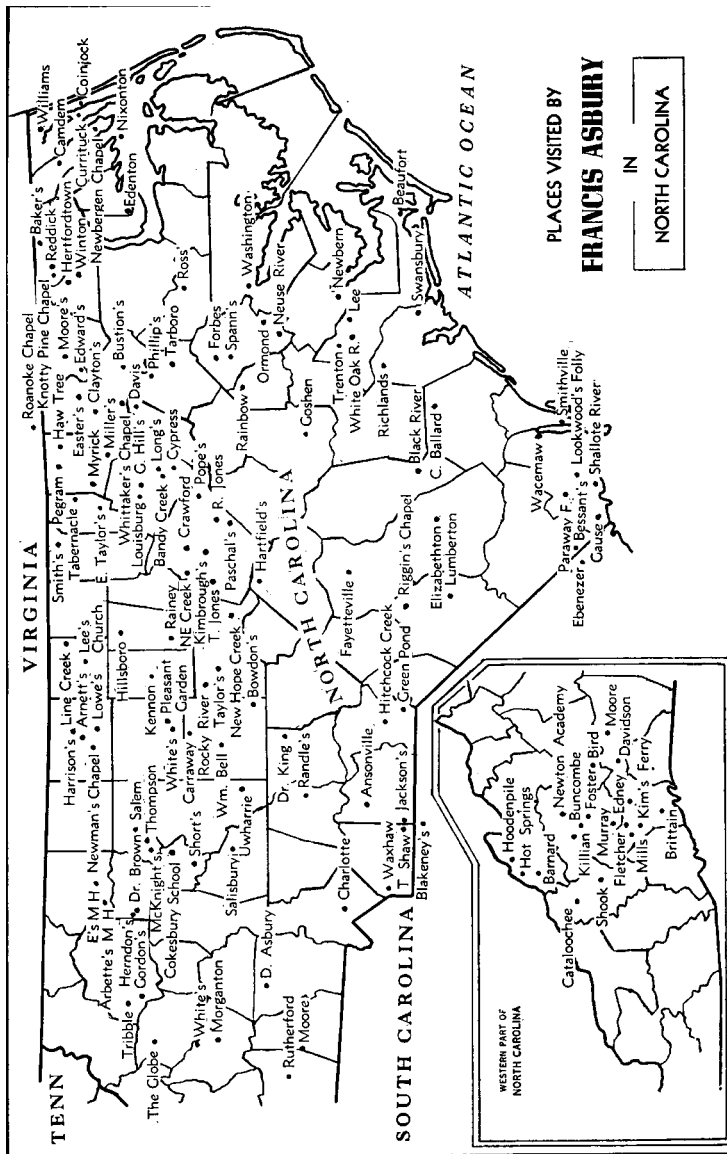 PLACES VISITED BY
FRANCIS ASBURY
IN
NORTH CAROLINA
TENN
VIRGINIA
NORTH CAROLINA
SOUTH CAROLINA
ATLANTIC OCEAN
Williams
Camdem
Coinjock
Currituck
Nixonton
Newbergen Chapel
Edenton
Baker's
Reddick
Hertfordtown
Winton
Roanoke Chapel
Knotty Pine Chapel
Moore's
Edward's
Haw Tree
Easter's
Clayton's
Bustion's
Phillip's
Tarboro
Ross'
Washington
Pegram
Myrick
Miller's
Whittaker's Chapel
Davis
G. Hill's
Louisburg
Long's
Cypress
Bandy Creek
Forbes
Spann's
Ormond
Neuse River
Newbern
Lee
Beaufort
Swansbury
Trenton
White Oak R.
Richlands
Rainbow
Goshen
Black River
C. Ballard
Smith's
Tabernacle
E. Taylor's
Crawford
Pope's
R. Jones
Rainey
NE Creek
Kimbrough's
T. Jones
Paschal's
Hartfield's
Line Creek
Harrison's
Lee's
Arnett's
Church
Lowe's
Hillsboro
Kennon
Pleasant
Garden
White's
Carraway
Rocky River
Taylor's
New Hope Creek
Bowdon's
Wm. Bell
Newman's Chapel
Salem
Thompson
Dr. Brown
McKnight's
Short's
Cokesbury School
Salisbury
Uwharrie
Dr. King
Randle's
E's M H
Arbette's M H
Herndon's
Gordon's
Tribble
The Globe
White's
Morganton
D. Asbury
Rutherford
Moore
Charlotte
Waxhaw
T Shaw
Jackson's
Blakeney's
Ansonville
Hitchcock Creek
Green Pond
Fayetteville
Riggin's Chapel
Elizabethton
Lumberton
Wacemaw
Smithville
Lookwood's Folly
Shallote River
Paraway F.
Bessant's
Ebenezer
Gause
WESTERN PART OF
NORTH CAROLINA
Hoodenpile
Hot Springs
Barnard
Cataloochee
Newton Academy
Buncombe
Killian
Foster
Bird
Moore
Murray
Shook
Edney
Davidson
Fletcher
Mills
Kim's Ferry
Brittain